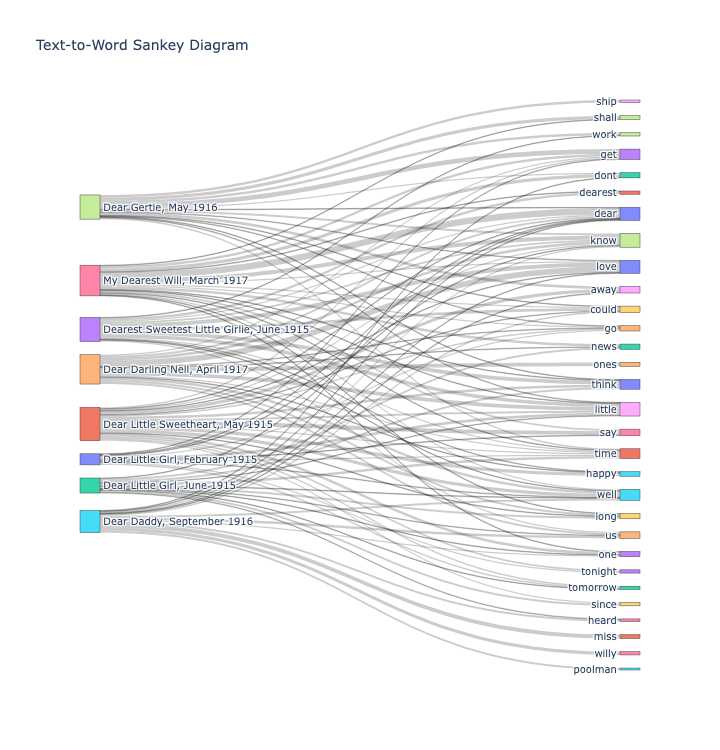 Text-to-Word Sankey Diagram
Dear Gertie, May 1916
My Dearest Will, March 1917
Dearest Sweetest Little Girlie, June 1915
Dear Darling Nell, April 1917
Dear Little Sweetheart, May 1915
Dear Little Girl, February 1915
Dear Little Girl, June 1915
Dear Daddy, September 1916
ship
shall
work
get
dont
dearest
dear
know
love
away
could
go
news
ones
think
little
say
time
happy
well
long
us
one
tonight
tomorrow
since
heard
miss
willy
poolman